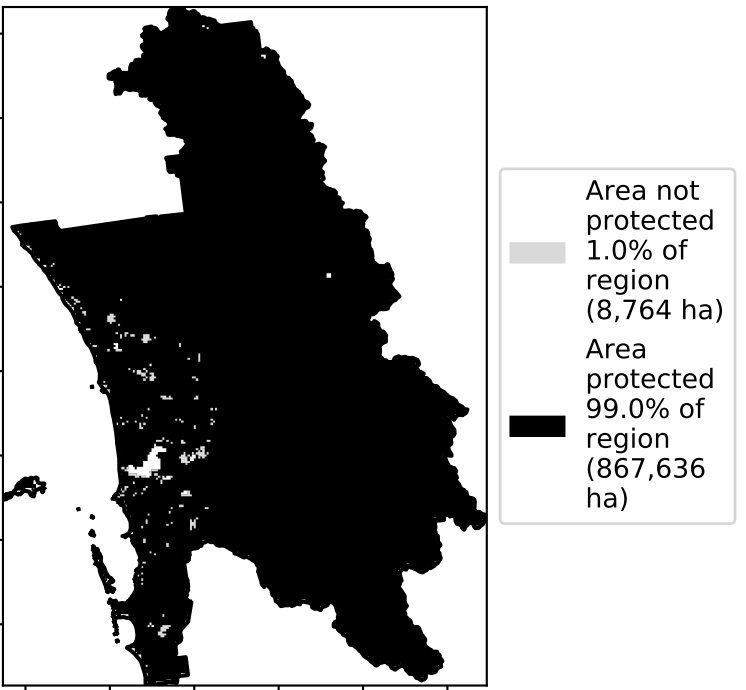 Area not
protected
1.0% of
region
(8,764 ha)
Area
protected
99.0% of
region
(867,636
ha)